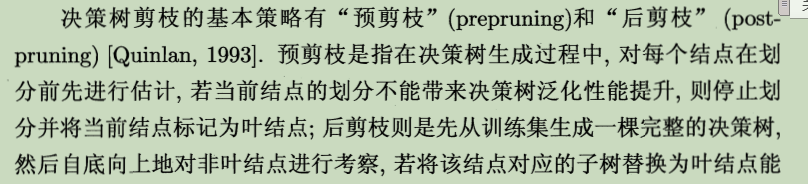 决策树剪枝的基本策略有“预剪枝”(prepruning)和“后剪枝” (post-
pruning) [Quinlan, 1993]. 预剪枝是指在决策树生成过程中, 对每个结点在划
分前先进行估计, 若当前结点的划分不能带来决策树泛化性能提升, 则停止划
分并将当前结点标记为叶结点; 后剪枝则是先从训练集生成一棵完整的决策树,
然后自底向上地对非叶结点进行考察, 若将该结点对应的子树替换为叶结点能